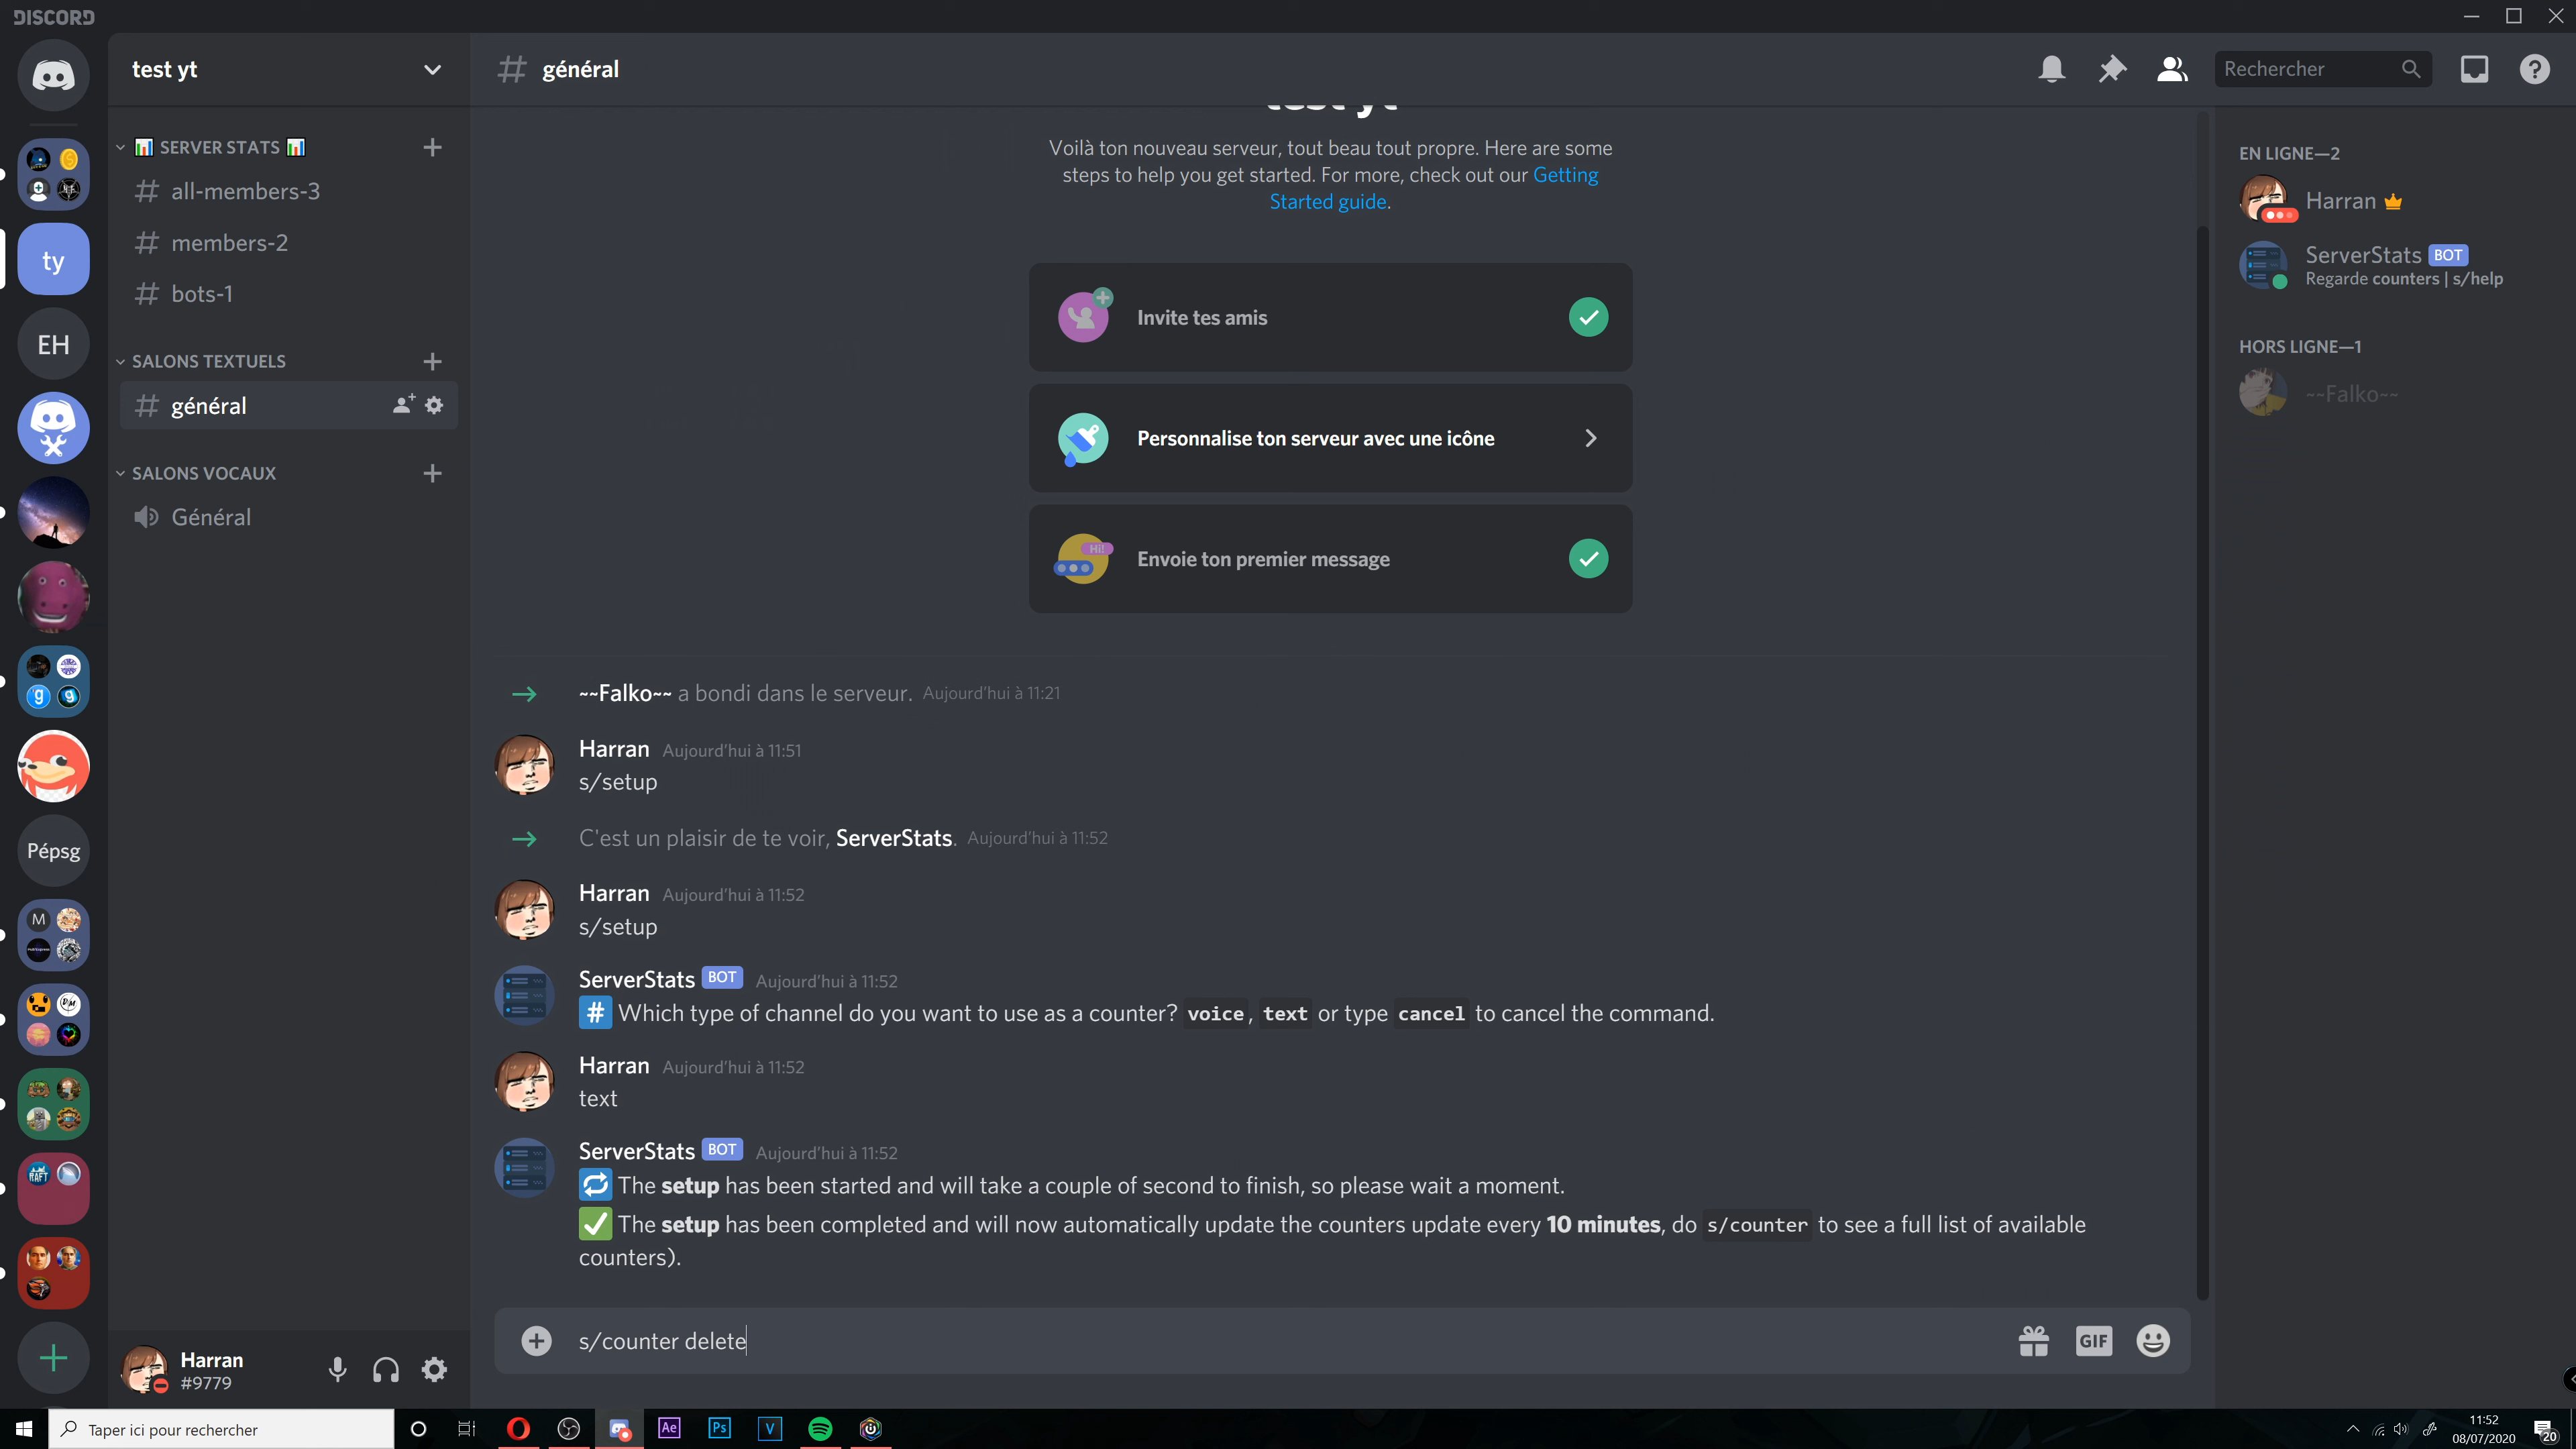 DISCORD
test yt
SERVER STATS
all-members-3
members-2
bots-1
SALONS TEXTUELS
général
SALONS VOCAUX
Général
ty
EH
Pépsg
M
RAFT
Harran
#9779
général
Rechercher
test yt
Voilà ton nouveau serveur, tout beau tout propre. Here are some
steps to help you get started. For more, check out our Getting
Started guide.
Invite tes amis
Personnalise ton serveur avec une icône
Hi!
Envoie ton premier message
~~Falko~~ a bondi dans le serveur. Aujourd'hui à 11:21
Harran Aujourd'hui à 11:51
s/setup
C'est un plaisir de te voir, ServerStats. Aujourd'hui à 11:52
Harran Aujourd'hui à 11:52
s/setup
ServerStats BOT Aujourd'hui à 11:52
# Which type of channel do you want to use as a counter? voice, text or type cancel to cancel the command.
Harran Aujourd'hui à 11:52
text
ServerStats BOT Aujourd'hui à 11:52
The setup has been started and will take a couple of second to finish, so please wait a moment.
The setup has been completed and will now automatically update the counters update every 10 minutes, do s/counter to see a full list of available
counters).
s/counter delete
GIF
EN LIGNE—2
Harran
ServerStats BOT
Regarde counters | s/help
HORS LIGNE—1
~~Falko~~
Taper ici pour rechercher
Ae
Ps
V
11:52
08/07/2020
20